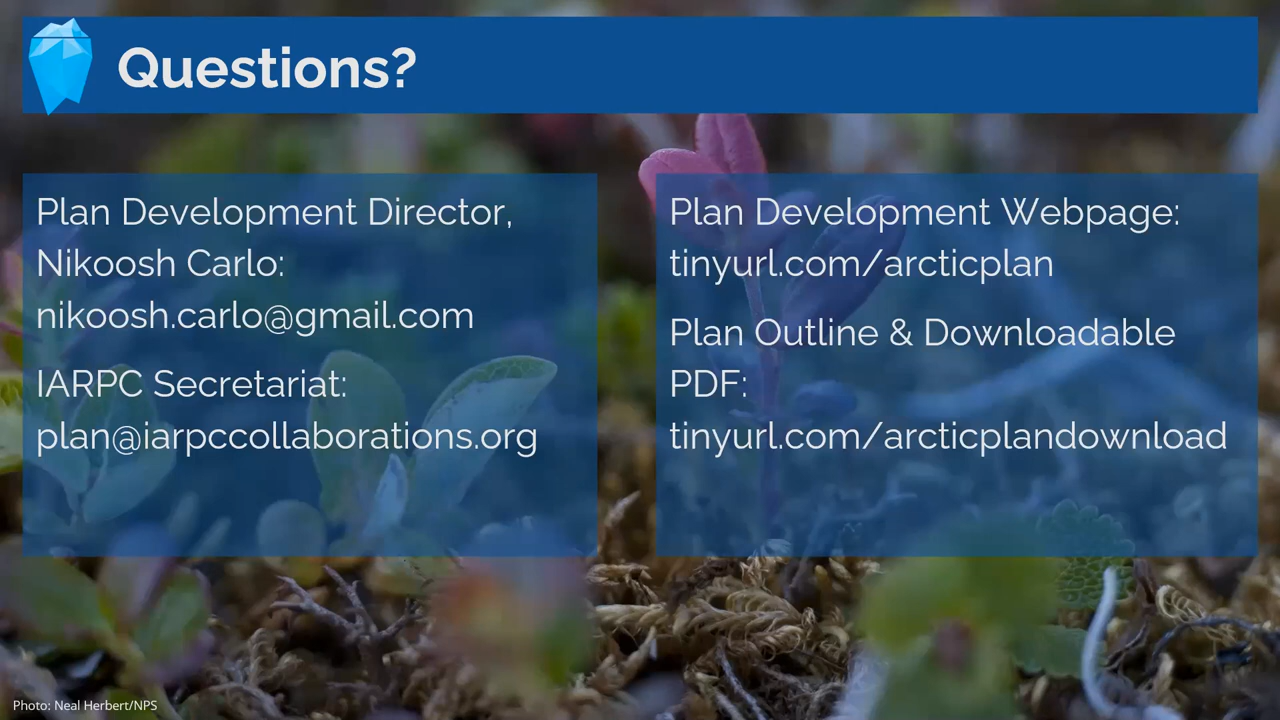 Questions?
Plan Development Director,
Nikoosh Carlo:
nikoosh.carlo@gmail.com
IARPC Secretariat:
plan@iarpccollaborations.org
Plan Development Webpage:
tinyurl.com/arcticplan
Plan Outline & Downloadable
PDF:
tinyurl.com/arcticplandownload
Photo: Neal Herbert/NPS